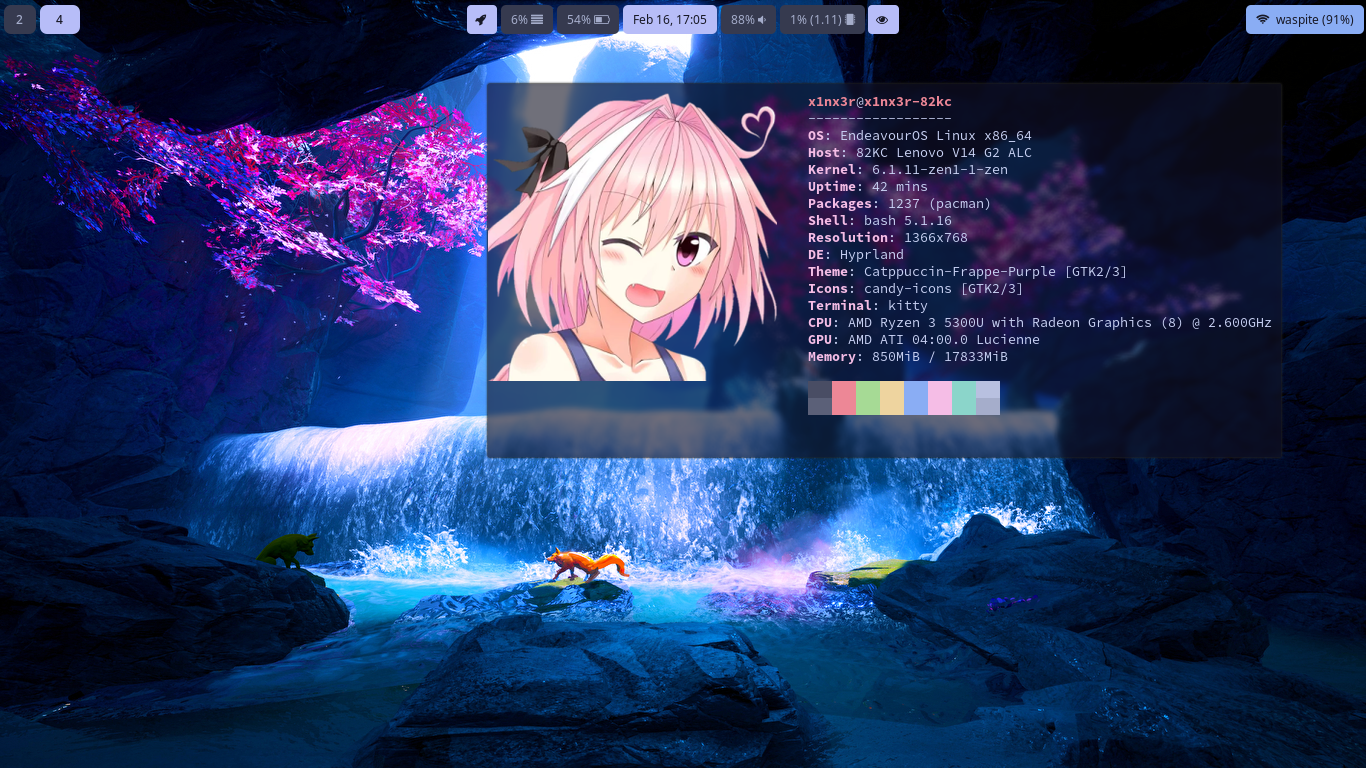 2 4 6% 54% Feb 16, 17:05 88% 1% (1.11) waspite (91%)
x1nx3r@x1nx3r-82kc
------------------
OS: EndeavourOS Linux x86_64
Host: 82KC Lenovo V14 G2 ALC
Kernel: 6.1.11-zen1-1-zen
Uptime: 42 mins
Packages: 1237 (pacman)
Shell: bash 5.1.16
Resolution: 1366x768
DE: Hyprland
Theme: Catppuccin-Frappe-Purple [GTK2/3]
Icons: candy-icons [GTK2/3]
Terminal: kitty
CPU: AMD Ryzen 3 5300U with Radeon Graphics (8) @ 2.600GHz
GPU: AMD ATI 04:00.0 Lucienne
Memory: 850MiB / 17833MiB